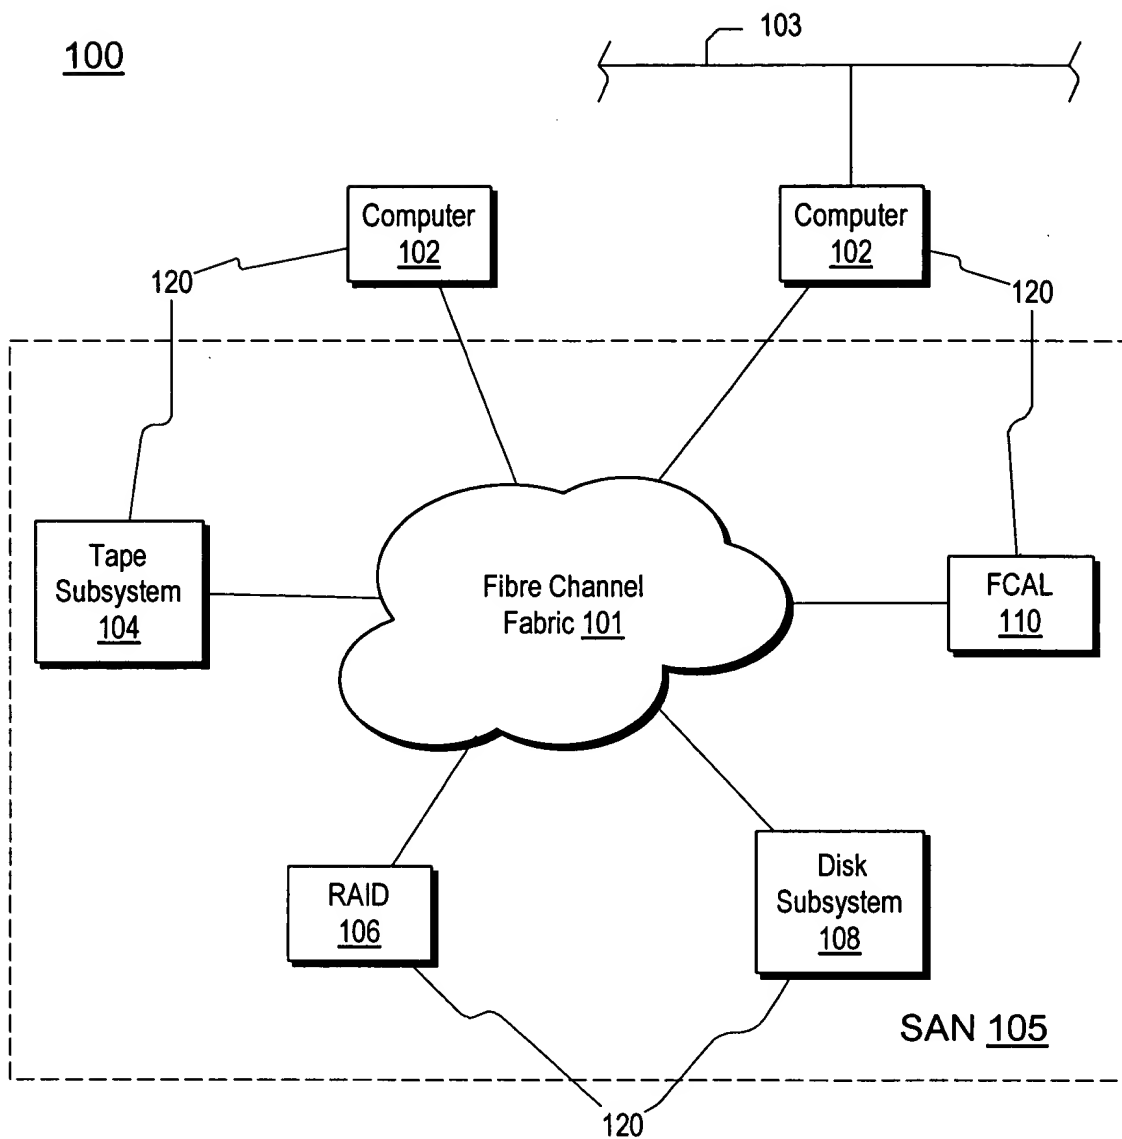 103
100
Computer
102
Computer
102
120
120
Tape
Subsystem
104
Fibre Channel
Fabric 101
FCAL
110
RAID
106
Disk
Subsystem
108
SAN 105
120